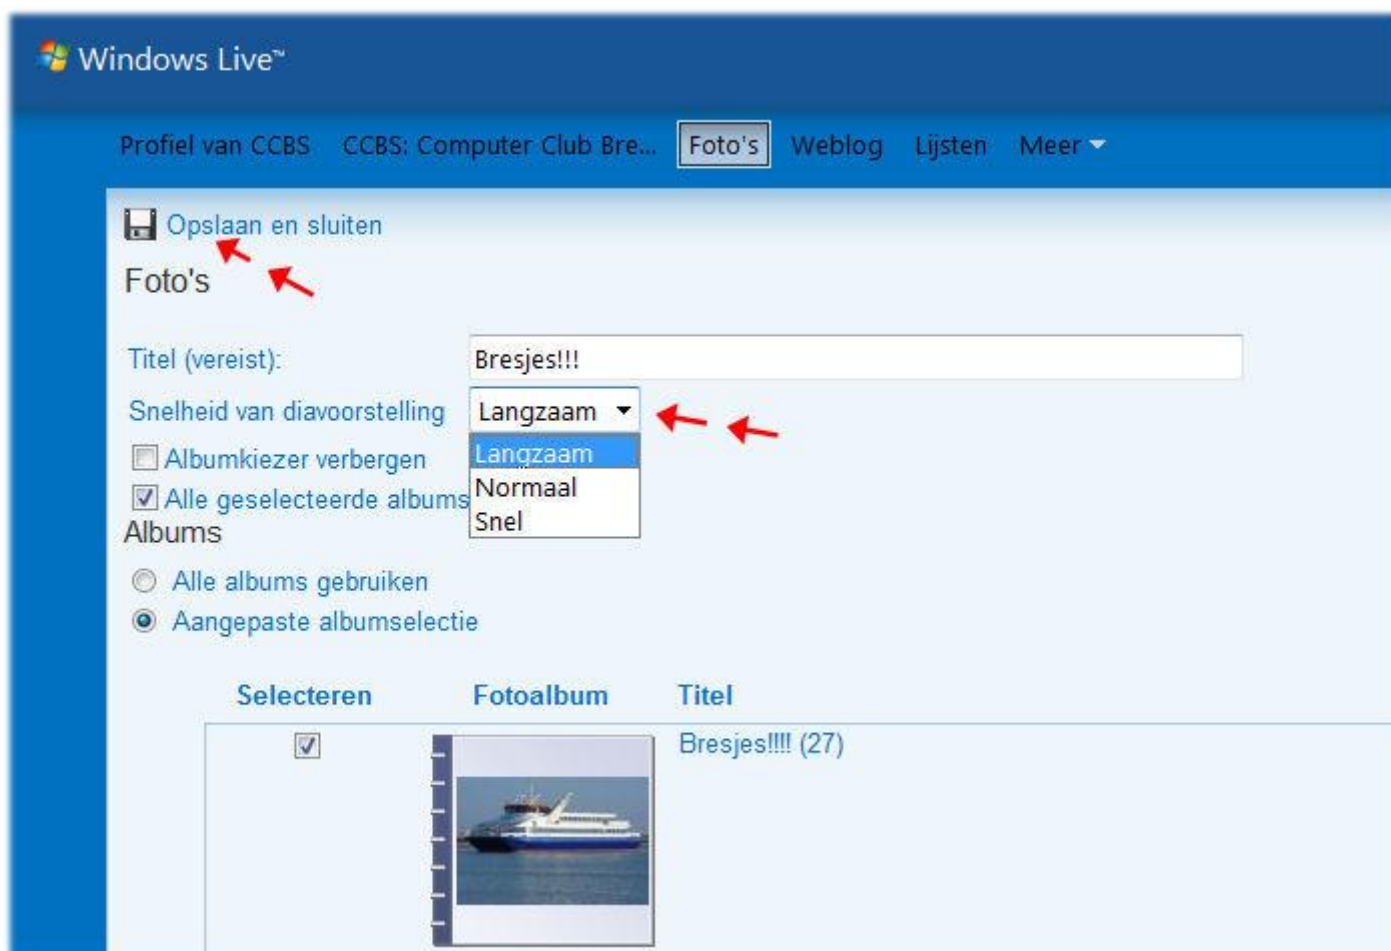 Windows Live™
Profiel van CCBS CCBS: Computer Club Bre... Foto's Weblog Lijsten Meer
Opslaan en sluiten
Foto's
Titel (vereist): Bresjes!!!
Snelheid van diavoorstelling Langzaam
Langzaam
Albumkiezer verbergen
Normaal
Alle geselecteerde albums
Snel
Albums
Alle albums gebruiken
Aangepaste albumselectie
Selecteren Fotoalbum Titel
Bresjes!!!! (27)